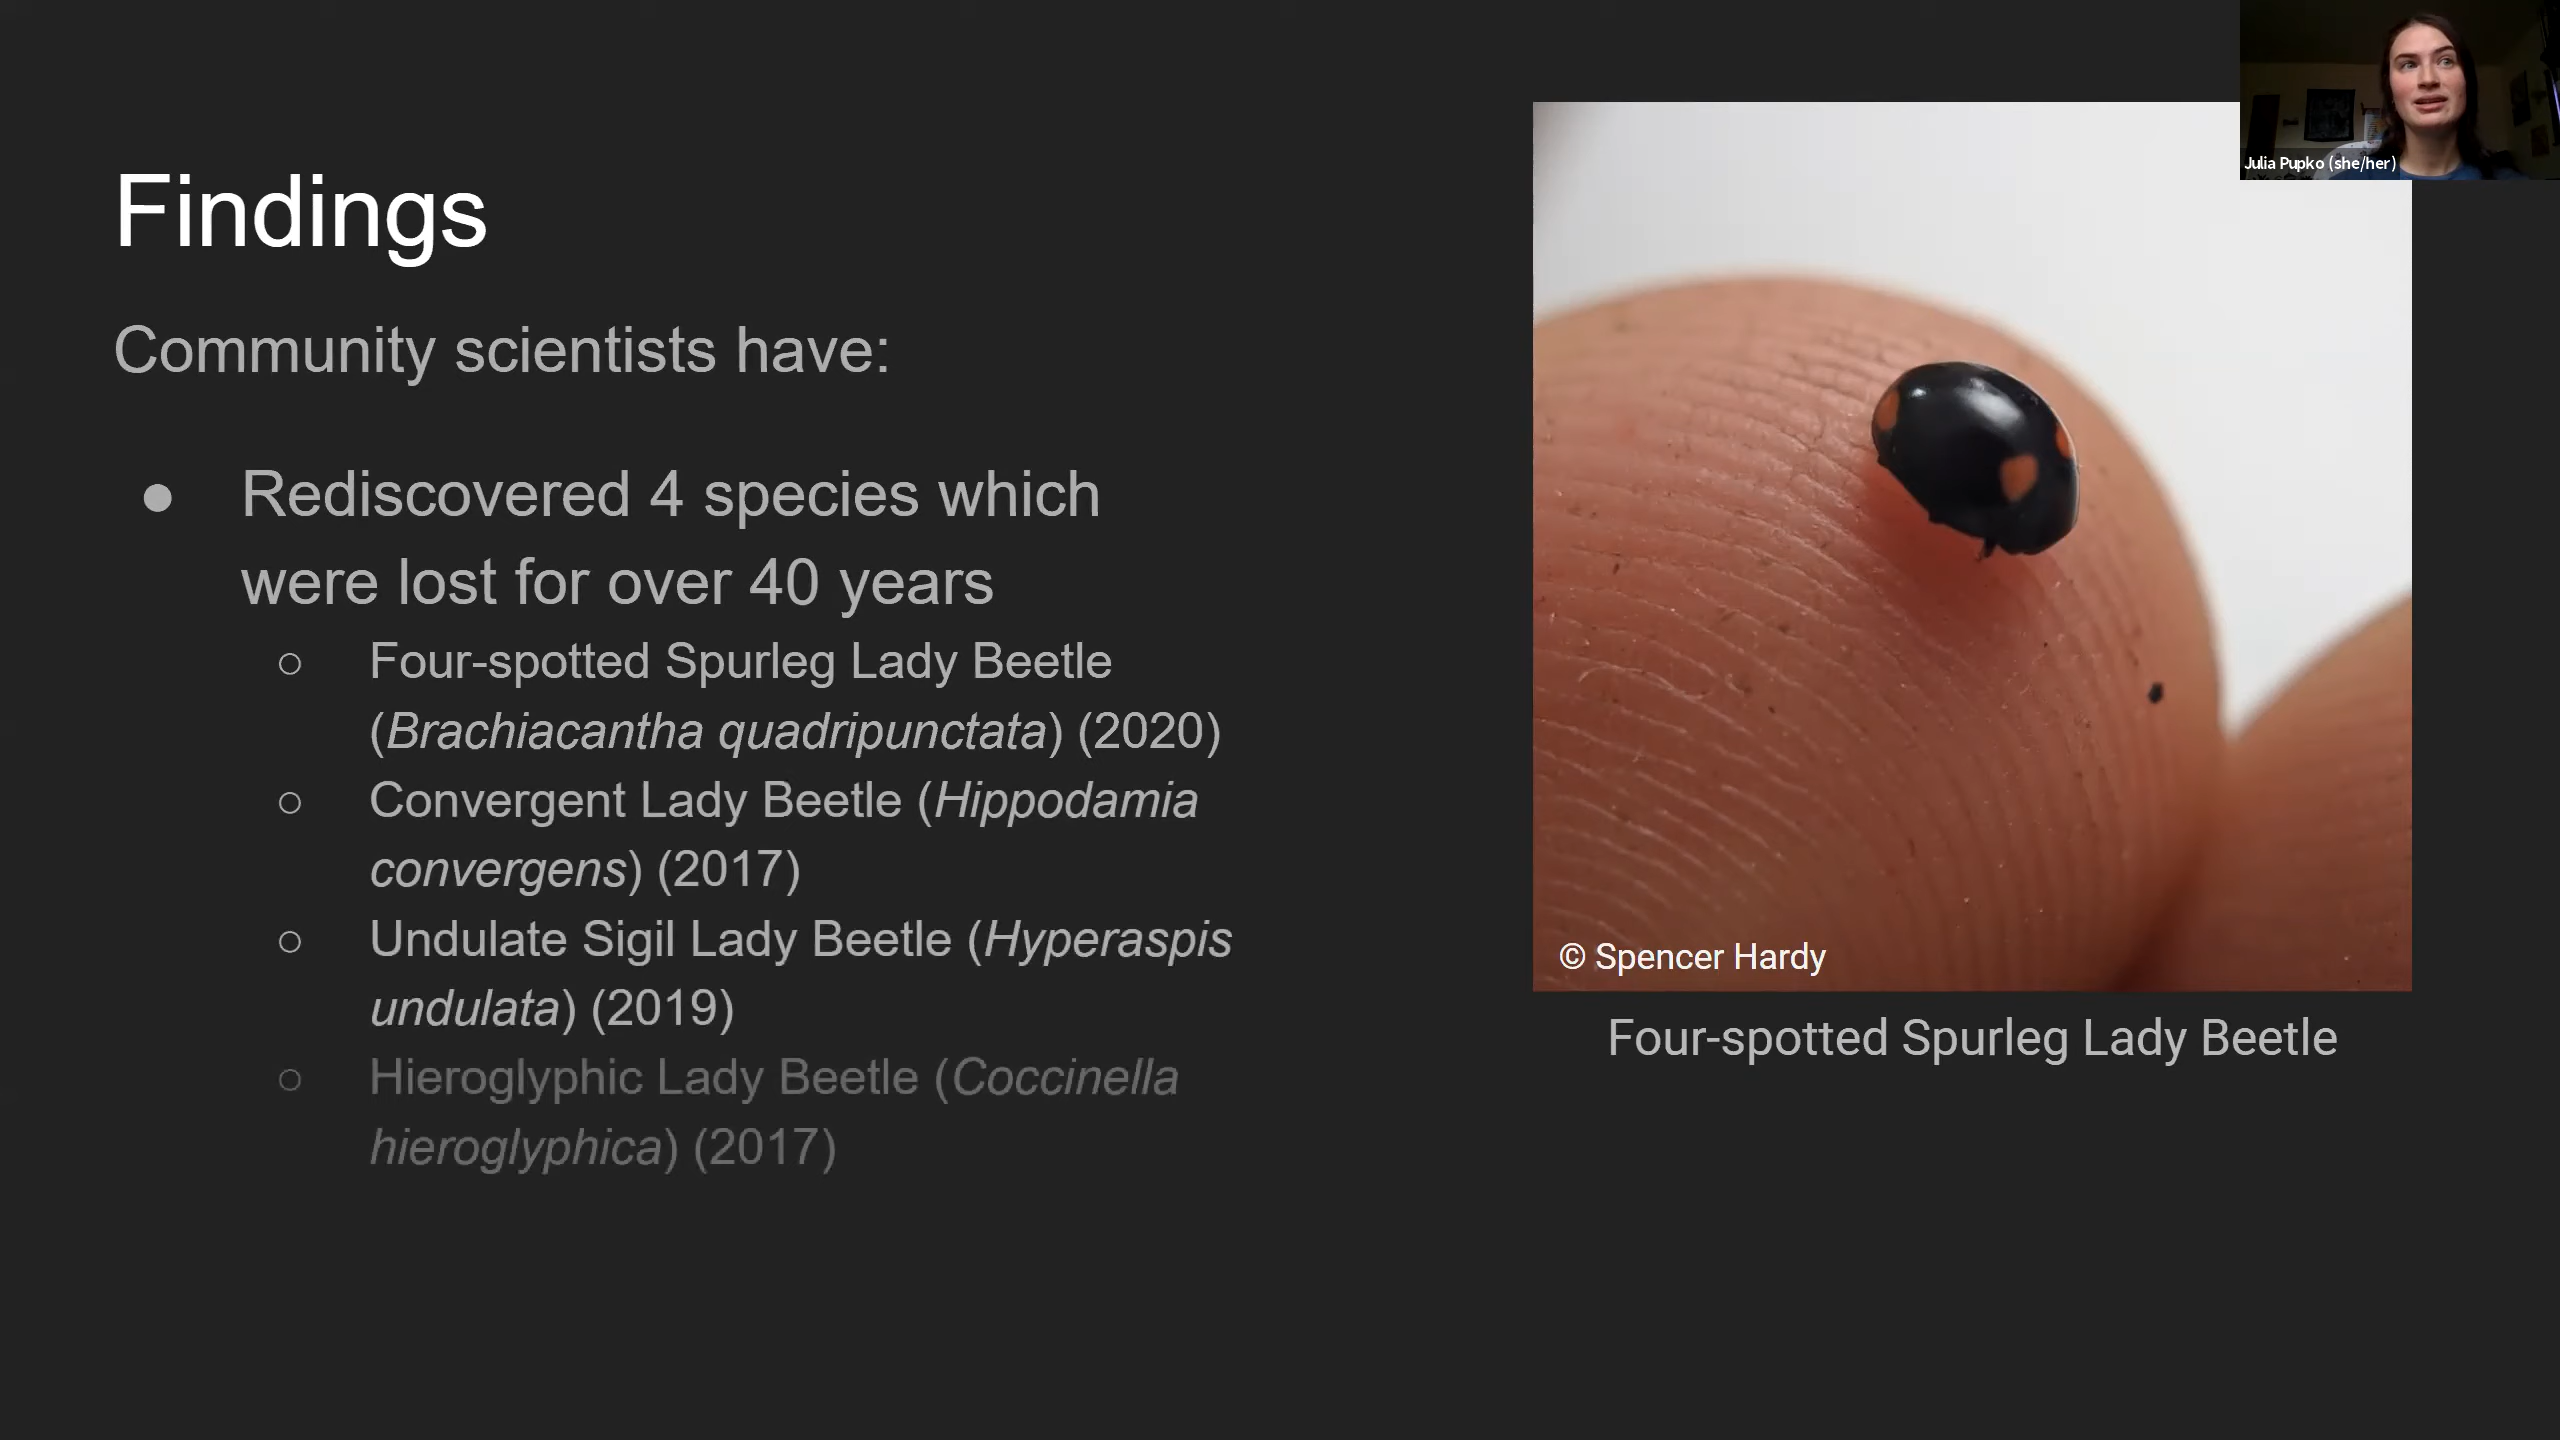 Findings
Community scientists have:
● Rediscovered 4 species which
were lost for over 40 years
○ Four-spotted Spurleg Lady Beetle
(Brachiacantha quadripunctata) (2020)
○ Convergent Lady Beetle (Hippodamia
convergens) (2017)
○ Undulate Sigil Lady Beetle (Hyperaspis
undulata) (2019)
○ Hieroglyphic Lady Beetle (Coccinella
hieroglyphica) (2017)
Julia Pupko (she/her)
© Spencer Hardy
Four-spotted Spurleg Lady Beetle